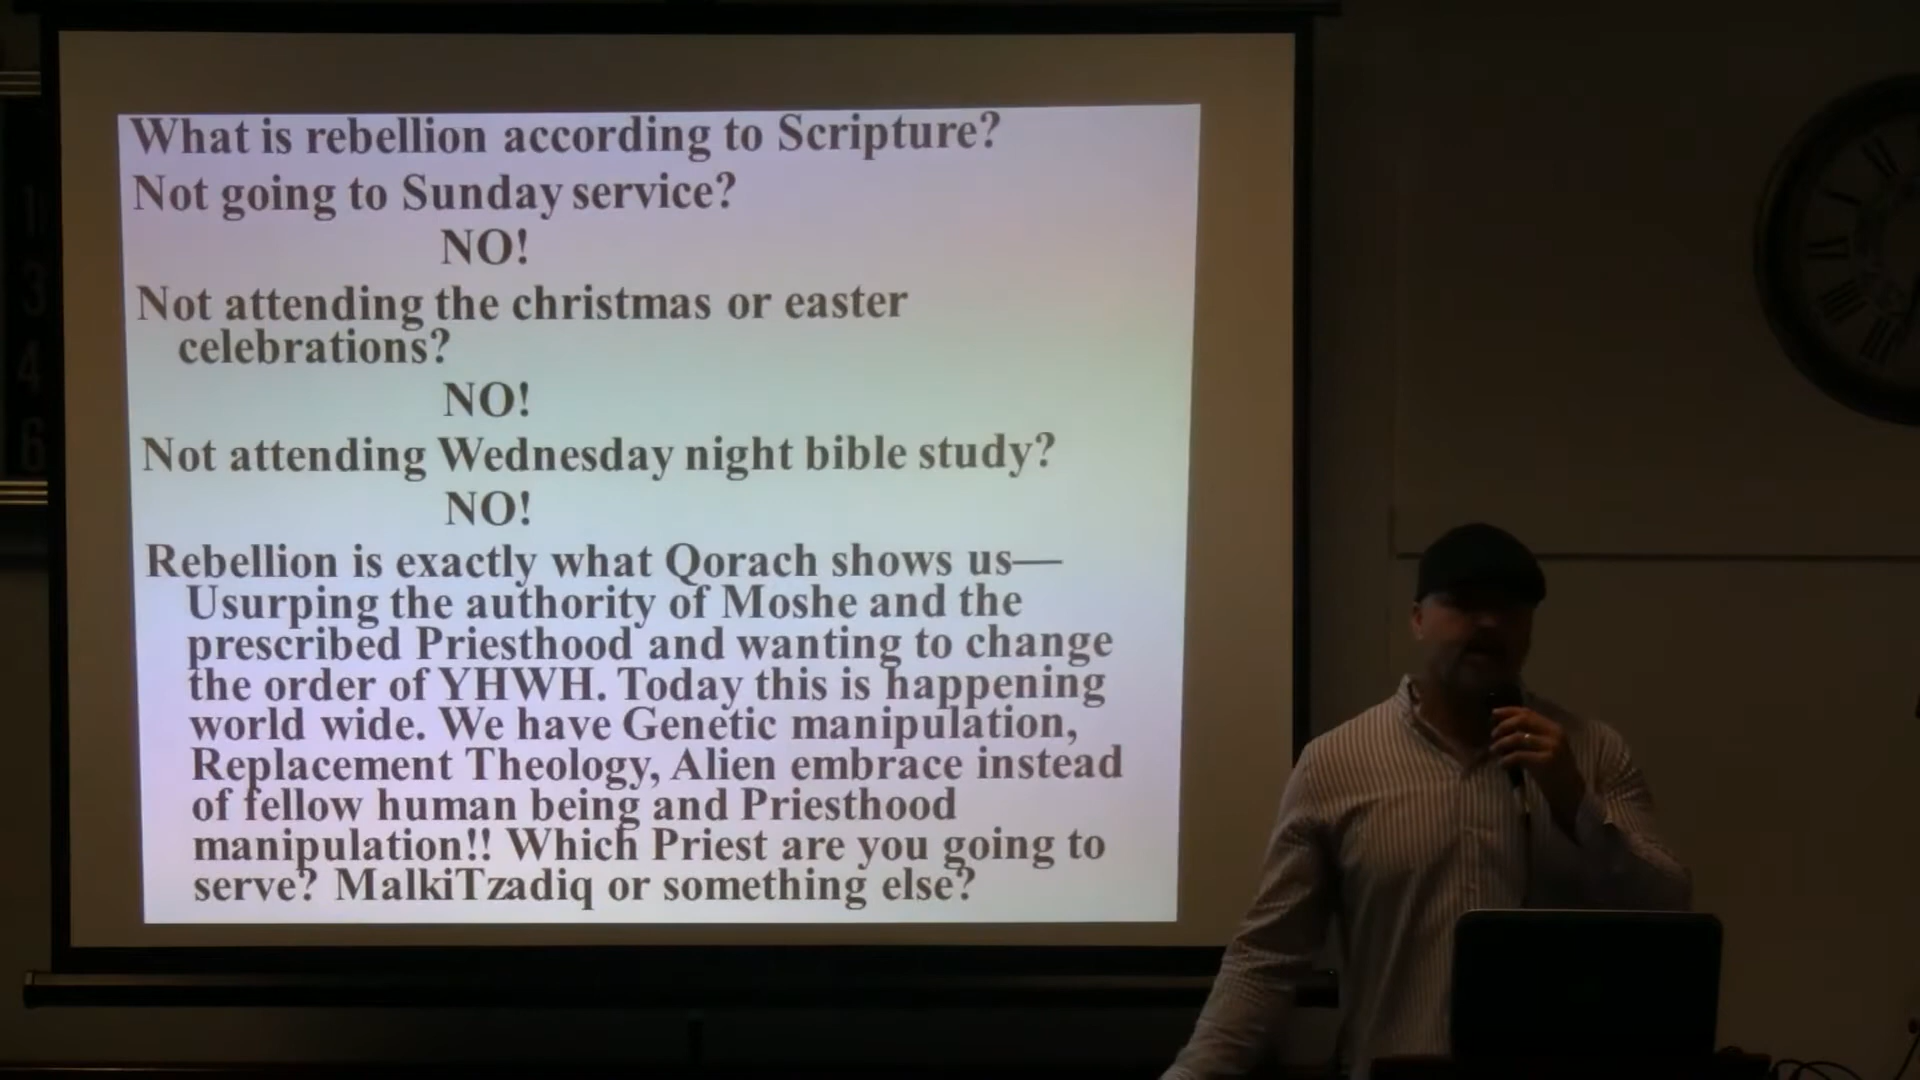 What is rebellion according to Scripture?
Not going to Sunday service?
NO!
Not attending the christmas or easter
celebrations?
NO!
Not attending Wednesday night bible study?
NO!
Rebellion is exactly what Qorach shows us—
Usurping the authority of Moshe and the
prescribed Priesthood and wanting to change
the order of YHWH. Today this is happening
world wide. We have Genetic manipulation,
Replacement Theology, Alien embrace instead
of fellow human being and Priesthood
manipulation!! Which Priest are you going to
serve? MalkiTzadiq or something else?
1
3
4
6